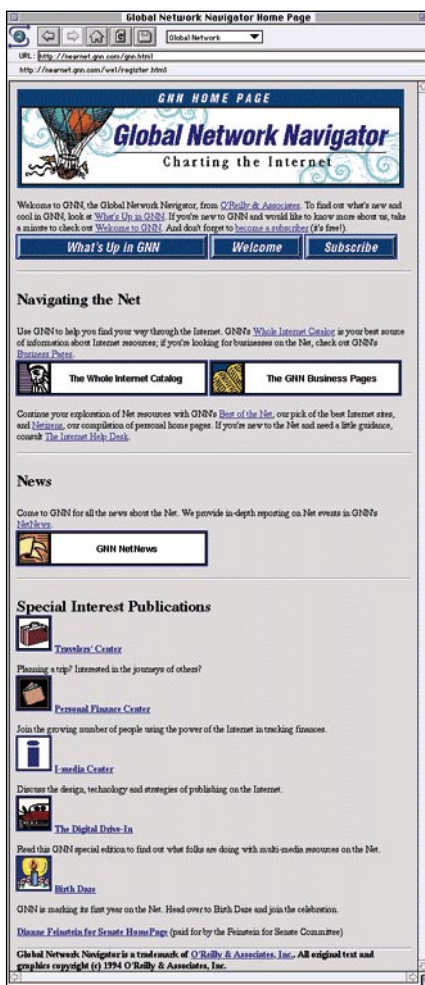 Global Network Navigator Home Page
Global Network
URL: http://nearnet.gnn.com/gnn.html
http://nearnet.gnn.com/wel/register.html
GNN HOME PAGE
Global Network Navigator
Charting the Internet
Welcome to GNN, the Global Network Navigator, from O'Reilly & Associates. To find out what's new and
cool in GNN, look at What's Up in GNN. If you're new to GNN and would like to know more about us, take
a minute to check out Welcome to GNN. And don't forget to become a subscriber (it's free!).
What's Up in GNN Welcome Subscribe
Navigating the Net
Use GNN to help you find your way through the Internet. GNN's Whole Internet Catalog is your best source
of information about Internet resources; if you're looking for businesses on the Net, check out GNN's
Business Pages.
The Whole Internet Catalog The GNN Business Pages
Continue your exploration of Net resources with GNN's Best of the Net, our pick of the best Internet sites,
and Netizens, our compilation of personal home pages. If you're new to the Net and need a little guidance,
consult The Internet Help Desk.
News
Come to GNN for all the news about the Net. We provide in-depth reporting on Net events in GNN's
NetNews.
GNN NetNews
Special Interest Publications
Travelers' Center
Planning a trip? Interested in the journeys of others?
Personal Finance Center
Join the growing number of people using the power of the Internet in tracking finances.
I-media Center
Discuss the design, technology and strategies of publishing on the Internet.
The Digital Drive-In
Read this GNN special edition to find out what folks are doing with multi-media resources on the Net.
Birth Daze
GNN is marking its first year on the Net. Head over to Birth Daze and join the celebration.
Dianne Feinstein for Senate HomePage (paid for by the Feinstein for Senate Committee)
Global Network Navigator is a trademark of O'Reilly & Associates, Inc.. All original text and
graphics copyright (c) 1994 O'Reilly & Associates, Inc.